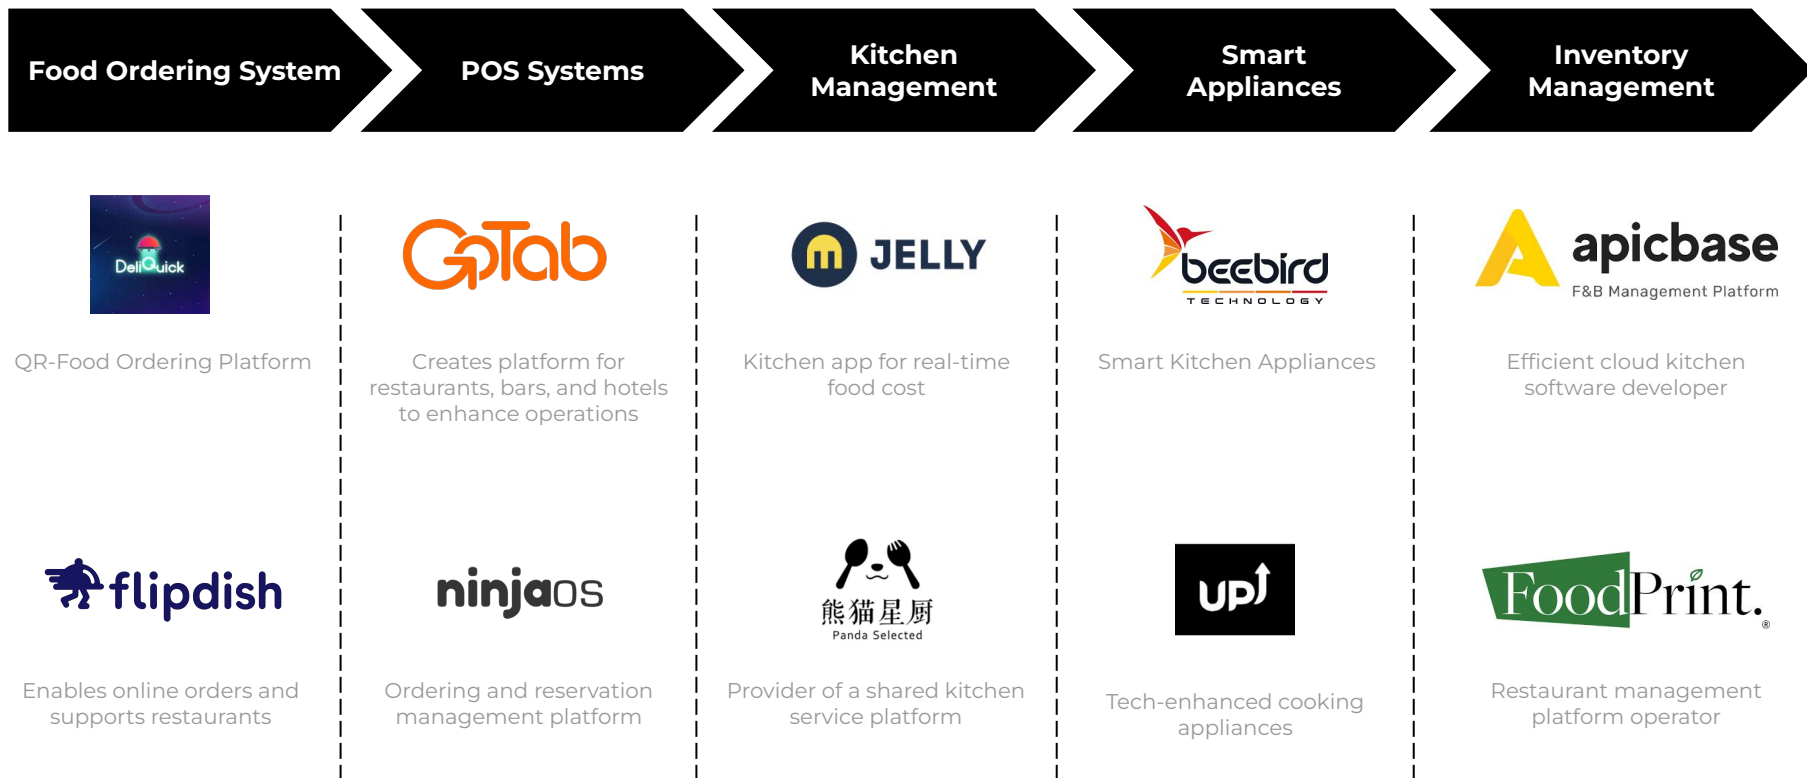 Food Ordering System
POS Systems
Kitchen
Management
Smart
Appliances
Inventory
Management
DeliQuick
GoTab
JELLY
beebird
TECHNOLOGY
apicbase
F&B Management Platform
QR-Food Ordering Platform
Creates platform for
restaurants, bars, and hotels
to enhance operations
Kitchen app for real-time
food cost
Smart Kitchen Appliances
Efficient cloud kitchen
software developer
flipdish
ninjaos
熊猫星厨
Panda Selected
UP
FoodPrint.®
Enables online orders and
supports restaurants
Ordering and reservation
management platform
Provider of a shared kitchen
service platform
Tech-enhanced cooking
appliances
Restaurant management
platform operator